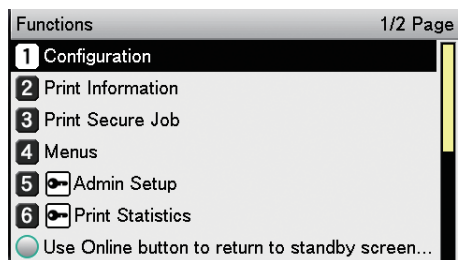 Functions 1/2 Page
1 Configuration
2 Print Information
3 Print Secure Job
4 Menus
5 Admin Setup
6 Print Statistics
Use Online button to return to standby screen...